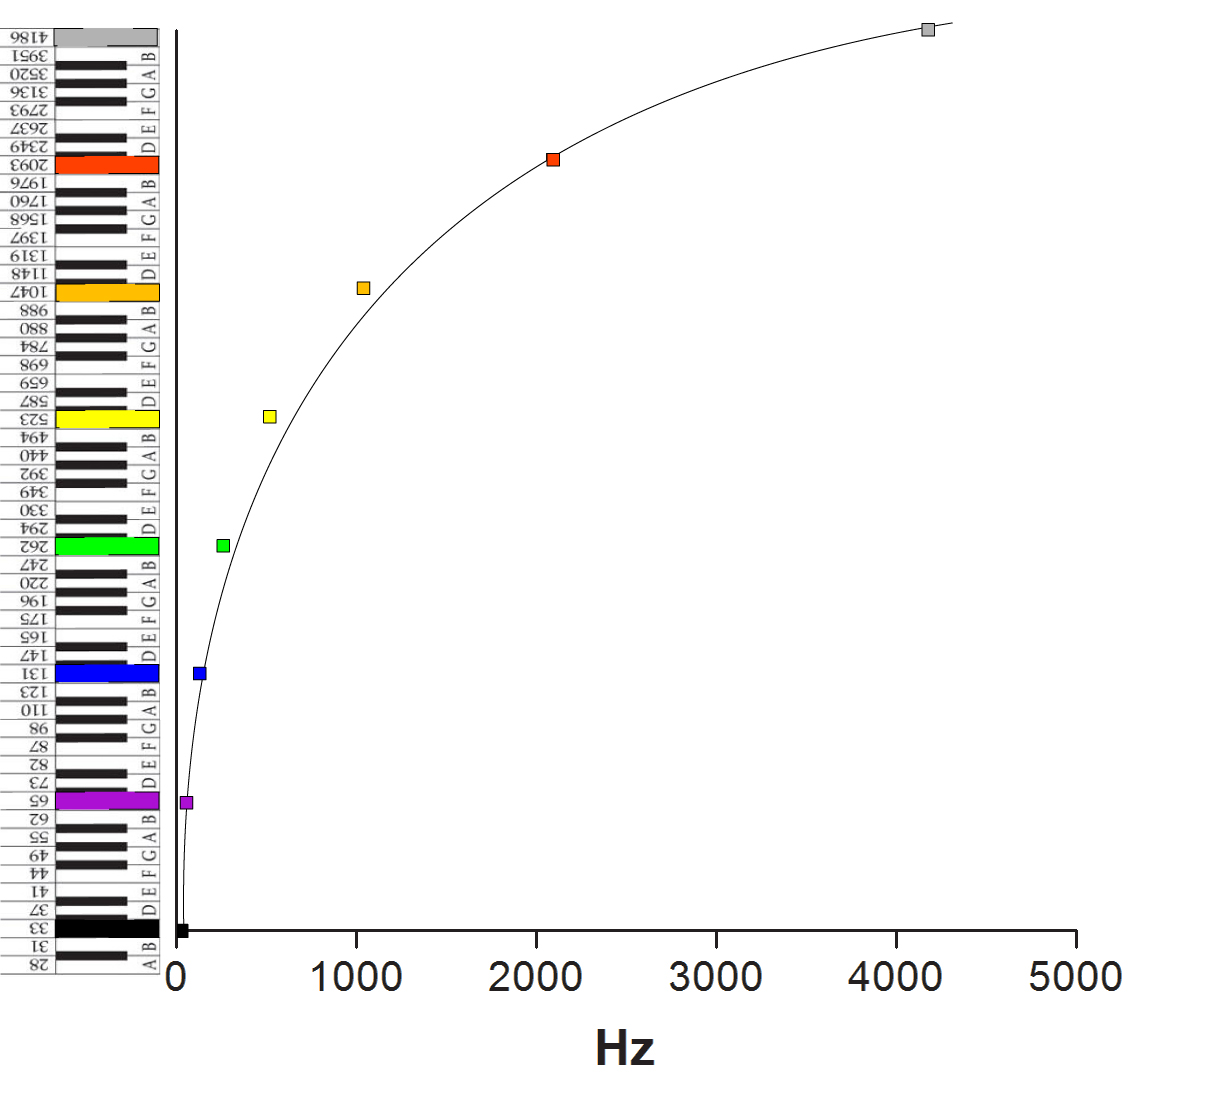 4186
3951 B
3520 A
3136 G
2793 F
2637 E
2349 D
2093
1976 B
1760 A
1568 G
1397 F
1319 E
1148 D
1047
988 B
880 A
784 G
698 F
659 E
587 D
523
494 B
440 A
392 G
349 F
330 E
294 D
262
247 B
220 A
196 G
175 F
165 E
147 D
131
123 B
110 A
98 G
87 F
82 E
73 D
65
62 B
55 A
49 G
44 F
41 E
37 D
33
31 B
28 A
0 1000 2000 3000 4000 5000
Hz